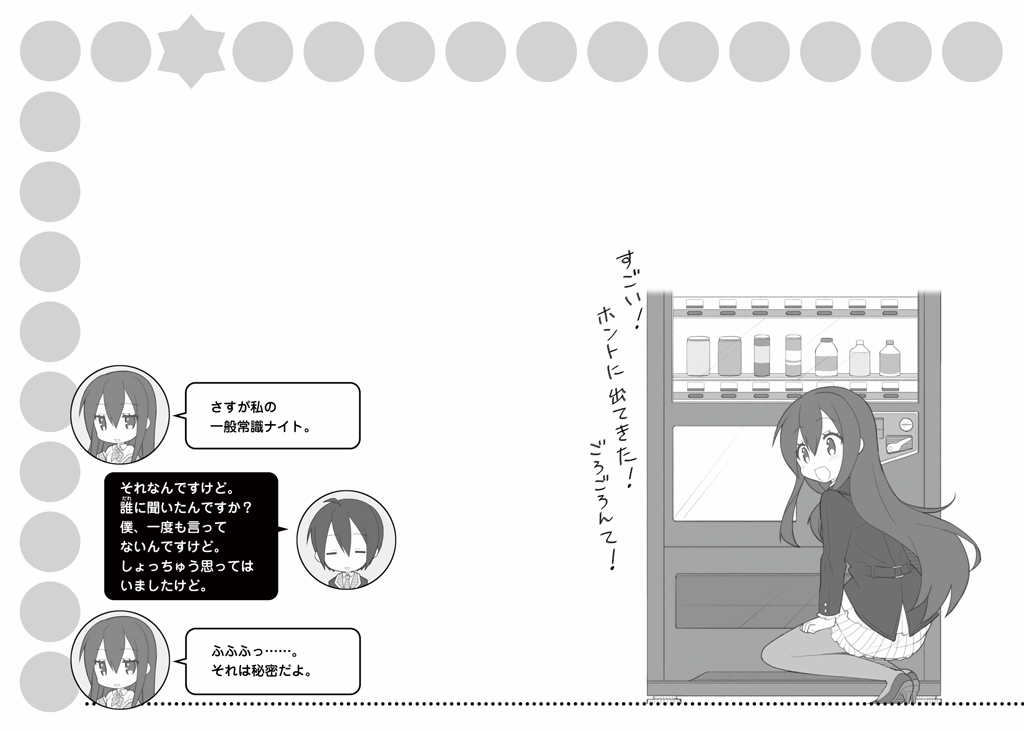 すごい！
ホントに出てきた！
ごろごろんて！
さすが私の
一般常識ナイト。
それなんですけど。
誰に聞いたんですか？
僕、一度も言って
ないんですけど。
しょっちゅう思っては
いましたけど。
ふふふっ……。
それは秘密だよ。